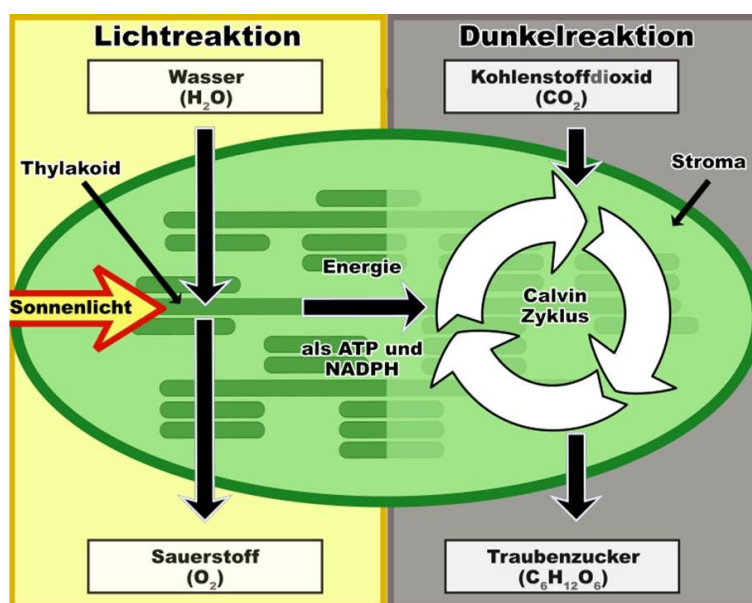 Lichtreaktion
Dunkelreaktion
Wasser
(H₂O)
Kohlenstoffdioxid
(CO₂)
Thylakoid
Stroma
Sonnenlicht
Energie
als ATP und
NADPH
Calvin
Zyklus
Sauerstoff
(O₂)
Traubenzucker
(C₆H₁₂O₆)